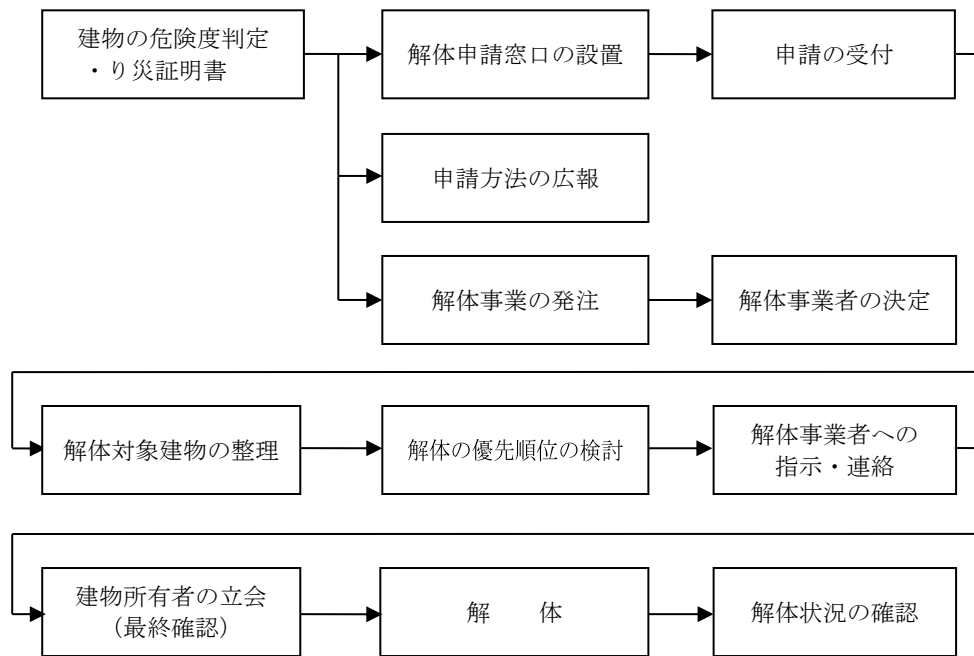 建物の危険度判定
・り災証明書
解体申請窓口の設置
申請の受付
申請方法の広報
解体事業の発注
解体事業者の決定
解体対象建物の整理
解体の優先順位の検討
解体事業者への
指示・連絡
建物所有者の立会
（最終確認）
解　　体
解体状況の確認